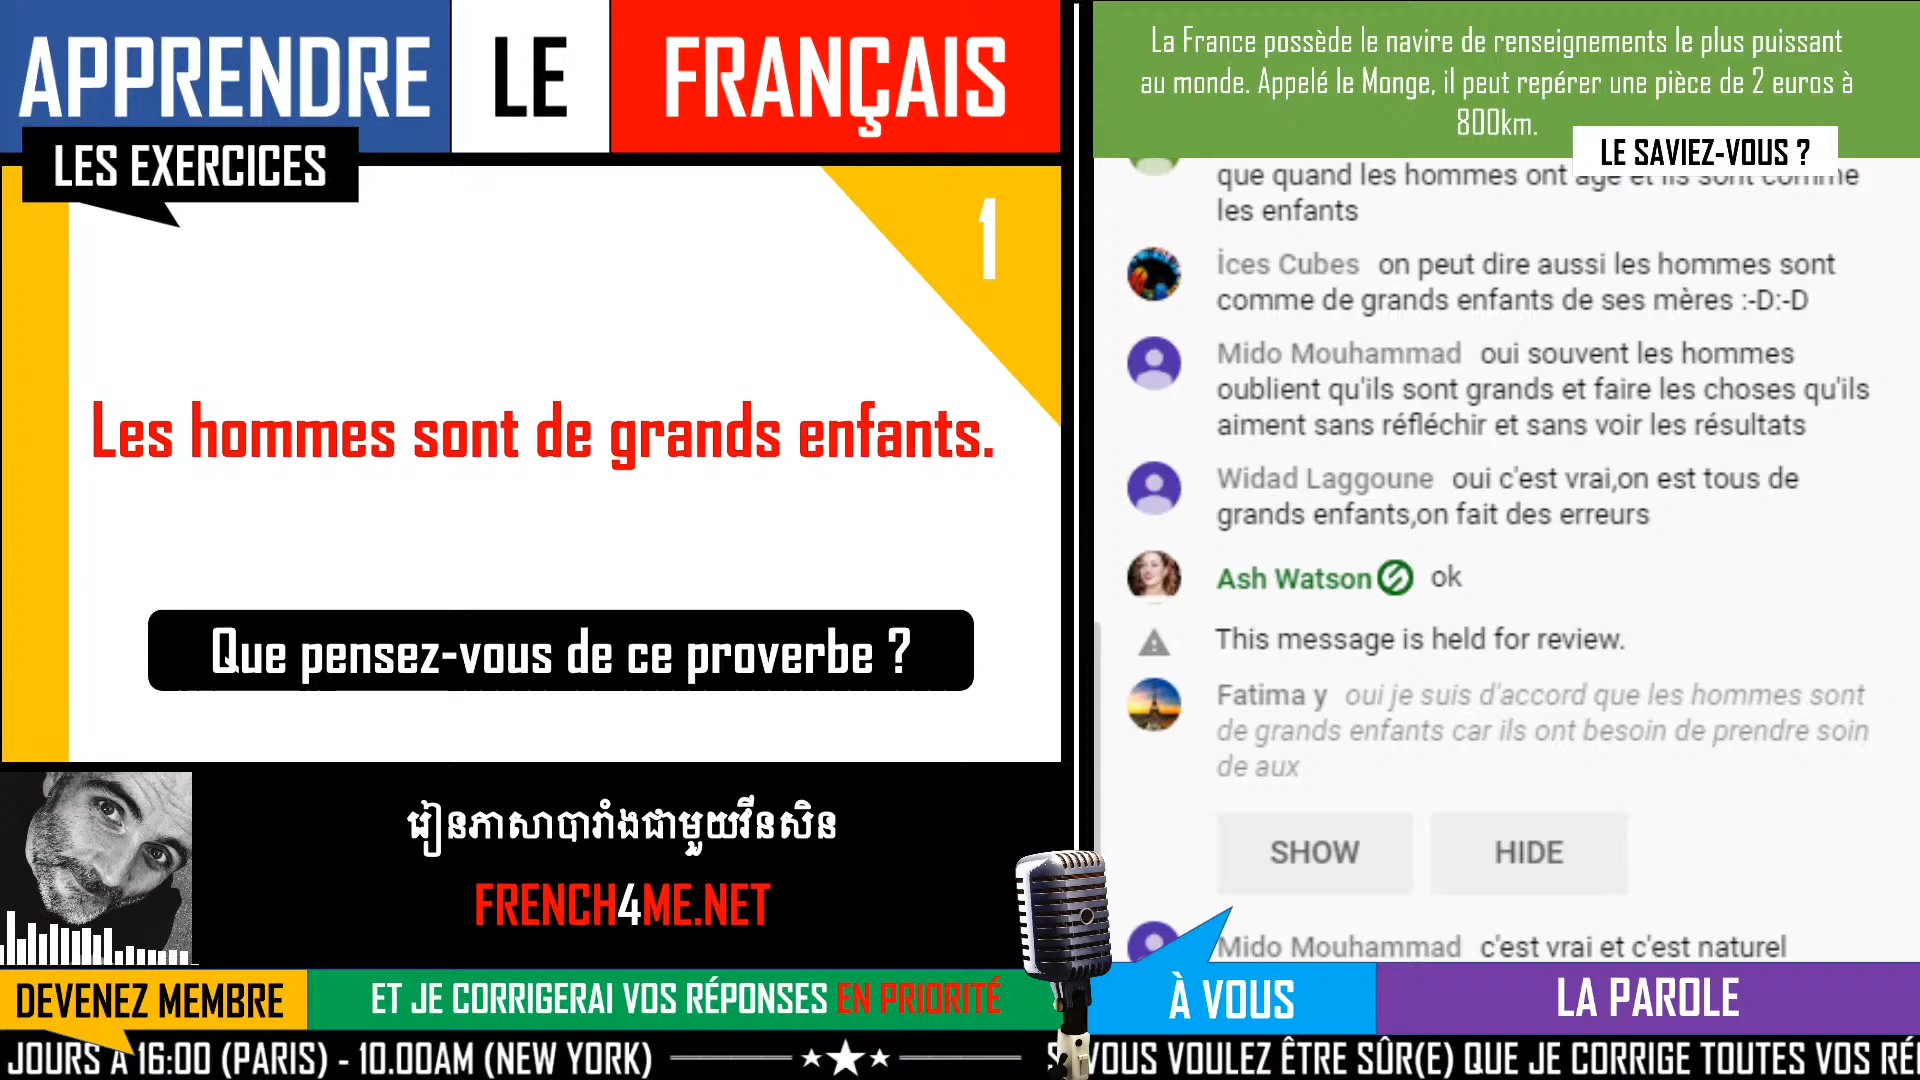 APPRENDRE LE FRANÇAIS
LES EXERCICES
1
Les hommes sont de grands enfants.
Que pensez-vous de ce proverbe ?
រៀនភាសាបារាំងជាមួយវីនសិន
FRENCH4ME.NET
DEVENEZ MEMBRE
ET JE CORRIGERAI VOS RÉPONSES EN PRIORITÉ
La France possède le navire de renseignements le plus puissant
au monde. Appelé le Monge, il peut repérer une pièce de 2 euros à
800km.
LE SAVIEZ-VOUS ?
que quand les hommes ont age et ils sont comme
les enfants
İces Cubes on peut dire aussi les hommes sont
comme de grands enfants de ses mères :-D:-D
Mido Mouhammad oui souvent les hommes
oublient qu'ils sont grands et faire les choses qu'ils
aiment sans réfléchir et sans voir les résultats
Widad Laggoune oui c'est vrai,on est tous de
grands enfants,on fait des erreurs
Ash Watson ok
This message is held for review.
Fatima y oui je suis d'accord que les hommes sont
de grands enfants car ils ont besoin de prendre soin
de aux
SHOW HIDE
Mido Mouhammad c'est vrai et c'est naturel
À VOUS LA PAROLE
JOURS À 16:00 (PARIS) - 10.00AM (NEW YORK) VOUS VOULEZ ÊTRE SÛR(E) QUE JE CORRIGE TOUTES VOS